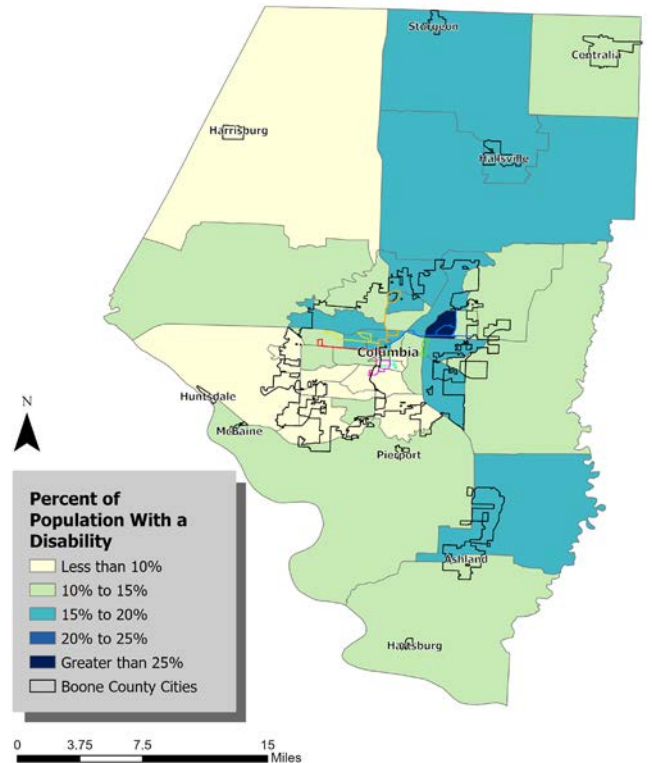 Sturgeon
Centralia
Harrisburg
Hallsville
Columbia
Huntsdale
McBaine
Pierport
Ashland
Hartsburg
N
Percent of
Population With a
Disability
Less than 10%
10% to 15%
15% to 20%
20% to 25%
Greater than 25%
Boone County Cities
0 3.75 7.5 15
Miles